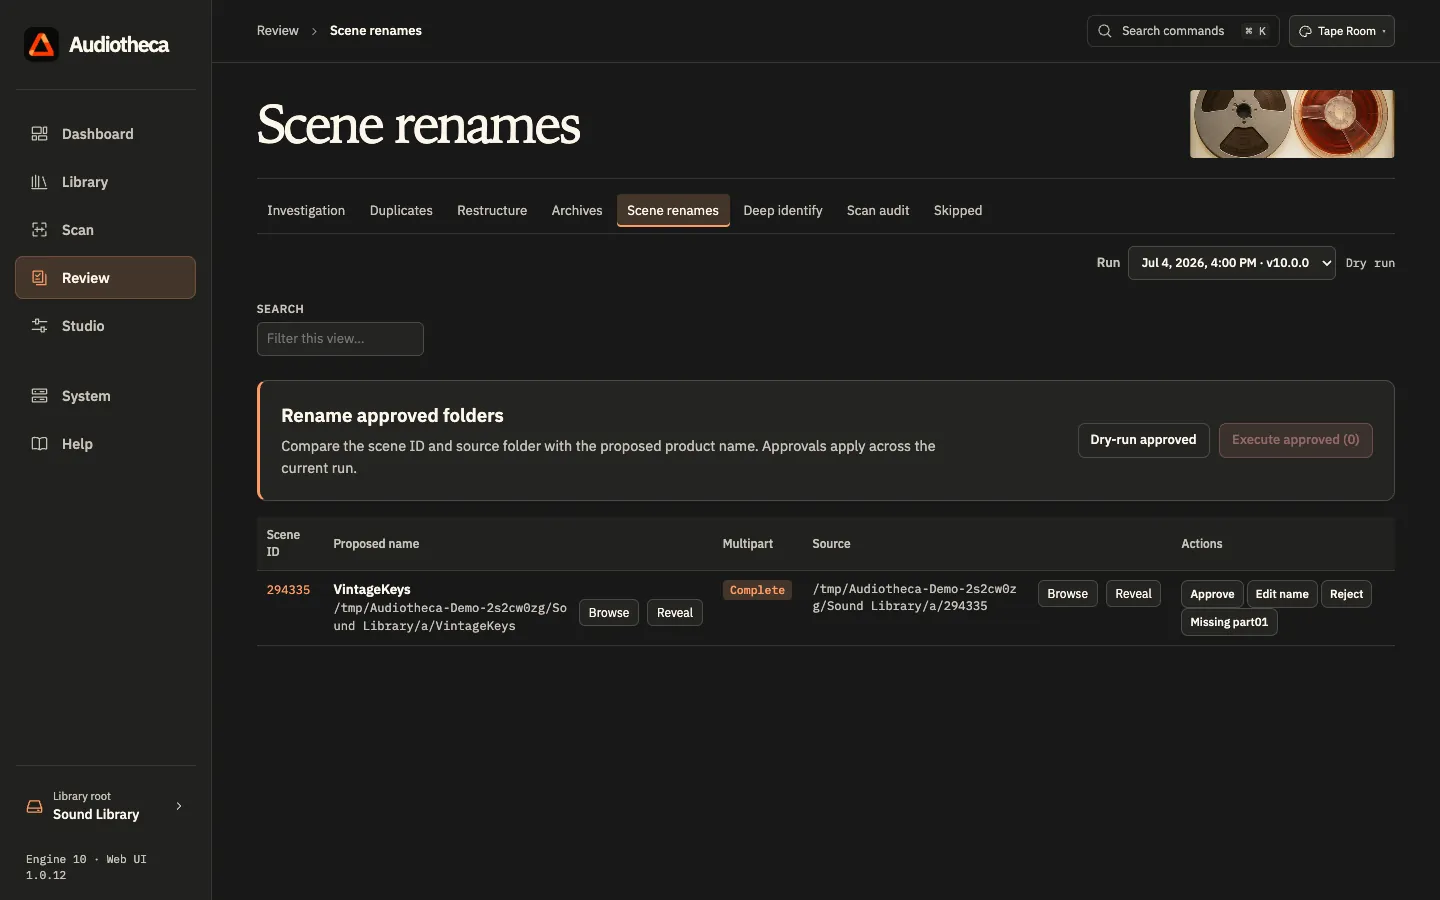 Audiotheca
Dashboard
Library
Scan
Review
Studio
System
Help
Library root
Sound Library
Engine 10 · Web UI
1.0.12
Review › Scene renames
Search commands ⌘ K
Tape Room
Scene renames
Investigation Duplicates Restructure Archives Scene renames Deep identify Scan audit Skipped
Run Jul 4, 2026, 4:00 PM · v10.0.0 Dry run
SEARCH
Filter this view...
Rename approved folders
Compare the scene ID and source folder with the proposed product name. Approvals apply across the
current run.
Dry-run approved Execute approved (0)
Scene
ID
Proposed name Multipart Source Actions
294335
VintageKeys
/tmp/Audiotheca-Demo-2s2cw0zg/So
und Library/a/VintageKeys
Browse Reveal
Complete
/tmp/Audiotheca-Demo-2s2cw0z
g/Sound Library/a/294335
Browse Reveal
Approve Edit name Reject
Missing part01